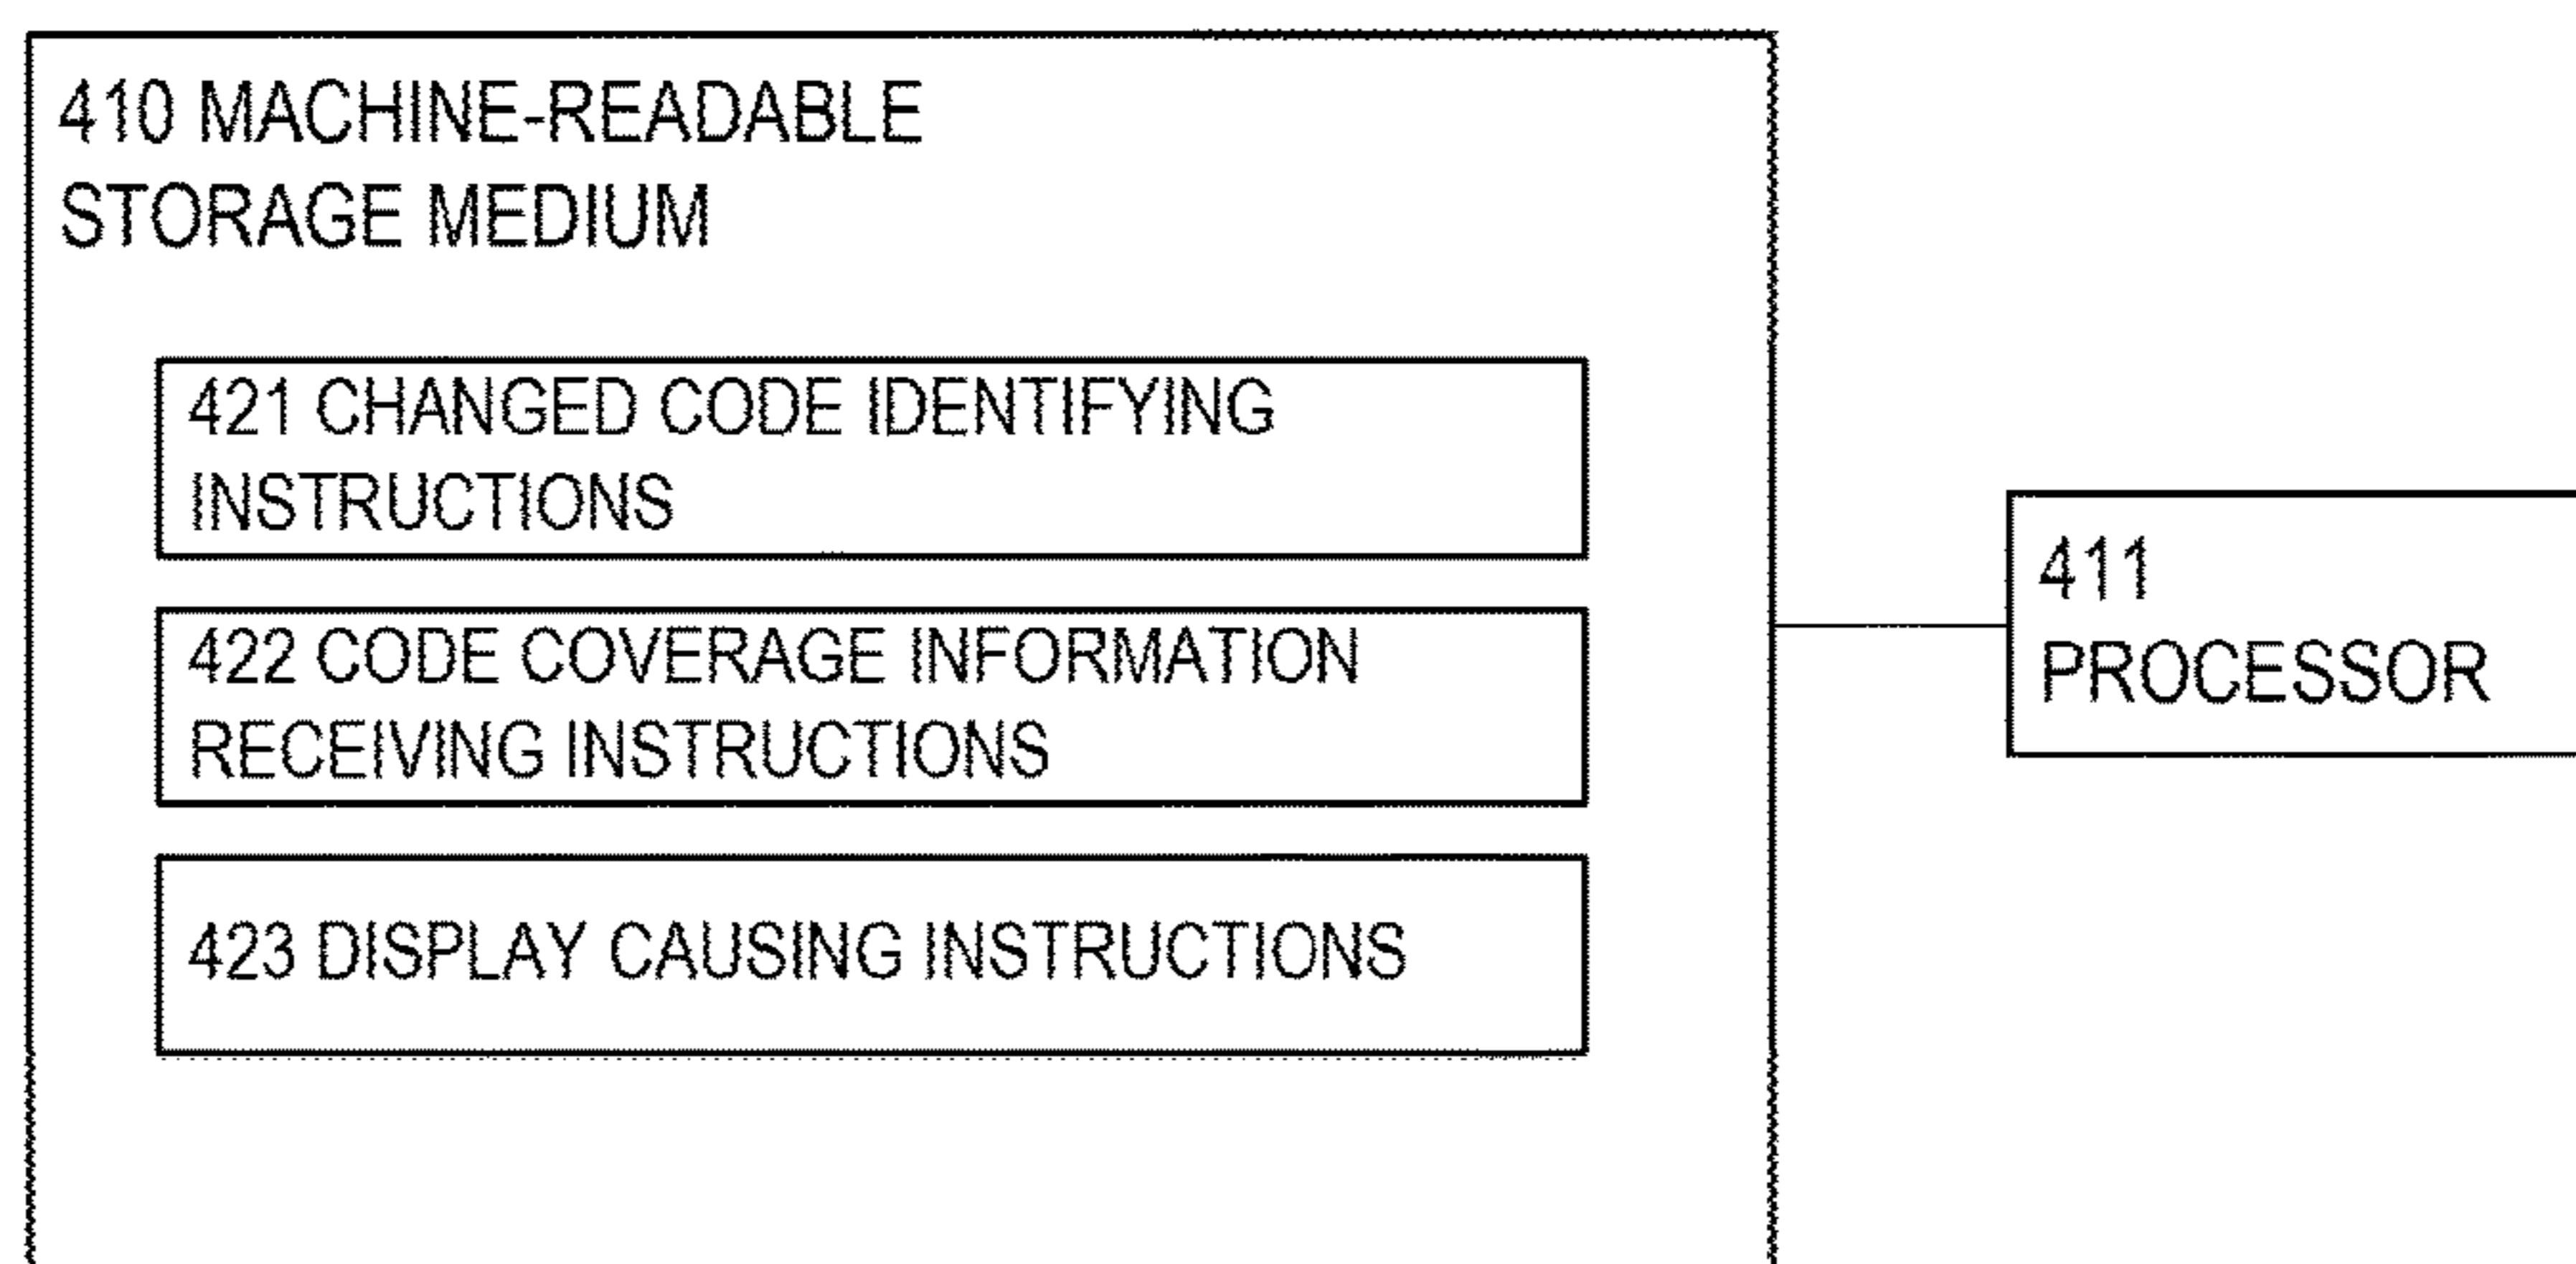 410 MACHINE-READABLE
STORAGE MEDIUM
421 CHANGED CODE IDENTIFYING
INSTRUCTIONS
422 CODE COVERAGE INFORMATION
RECEIVING INSTRUCTIONS
423 DISPLAY CAUSING INSTRUCTIONS
411
PROCESSOR